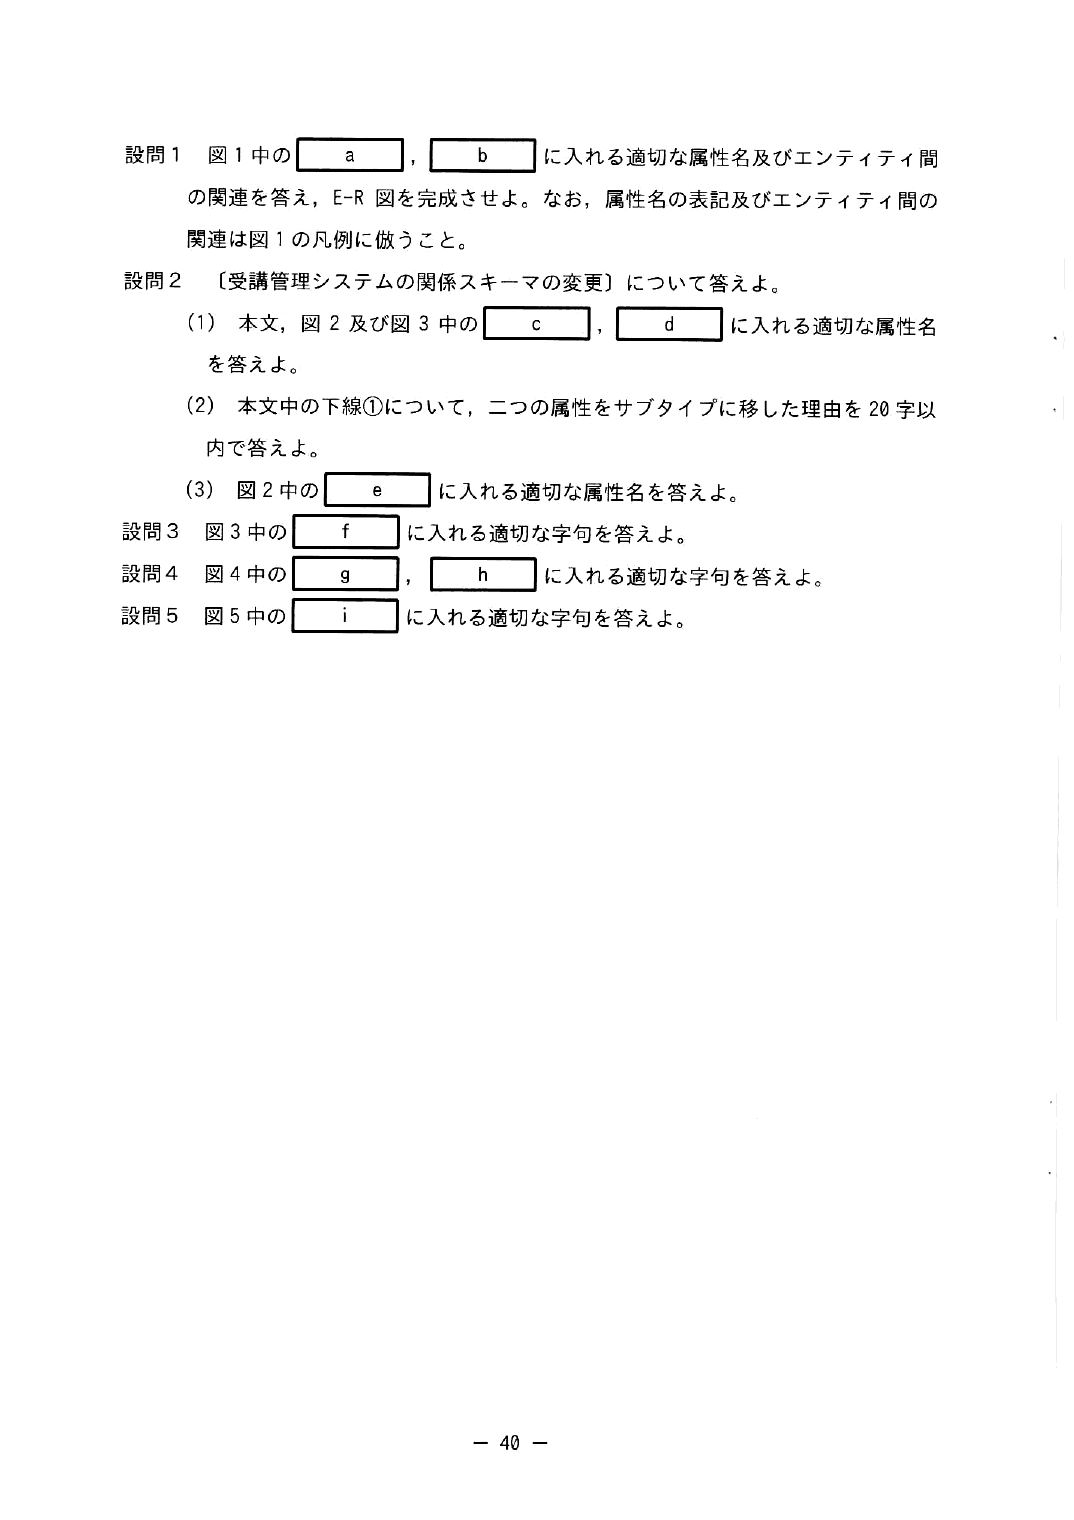 設問1 図1中の a , b に入れる適切な属性名及びエンティティ間
の関連を答え，E-R 図を完成させよ。なお，属性名の表記及びエンティティ間の
関連は図1の凡例に倣うこと。
設問2 〔受講管理システムの関係スキーマの変更〕について答えよ。
(1) 本文，図2及び図3中の c , d に入れる適切な属性名
を答えよ。
(2) 本文中の下線①について，二つの属性をサブタイプに移した理由を20字以
内で答えよ。
(3) 図2中の e に入れる適切な属性名を答えよ。
設問3 図3中の f に入れる適切な字句を答えよ。
設問4 図4中の g , h に入れる適切な字句を答えよ。
設問5 図5中の i に入れる適切な字句を答えよ。
― 40 ―